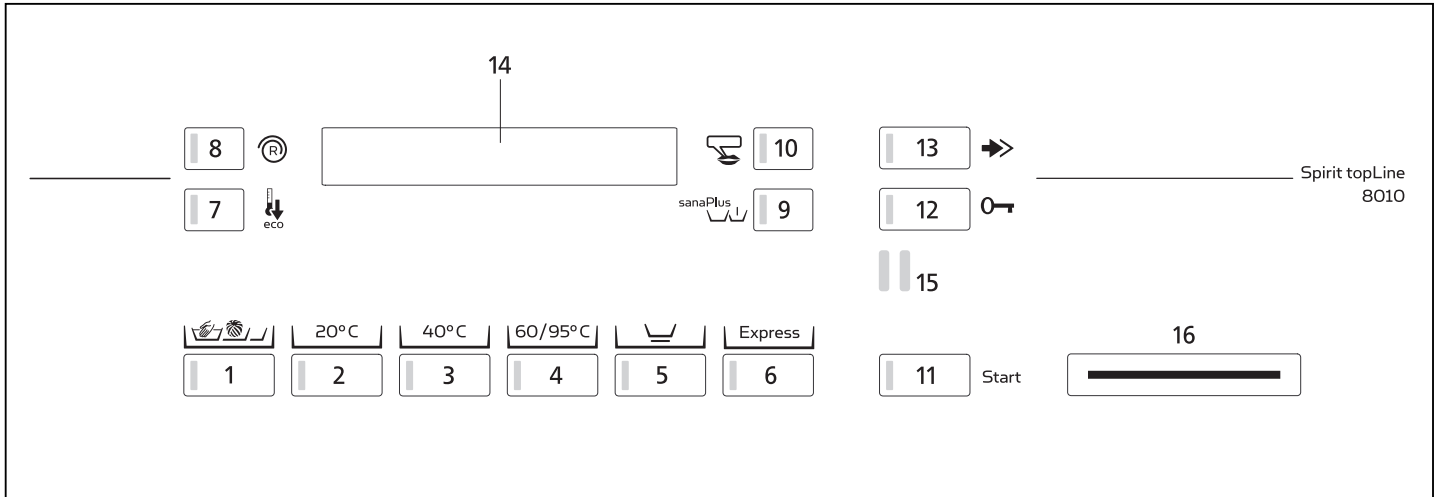 14
8 R 10 13
Spirit topLine
8010
7 eco sanaPlus 9 12
15
20°C 40°C 60/95°C Express
16
1 2 3 4 5 6 11 Start